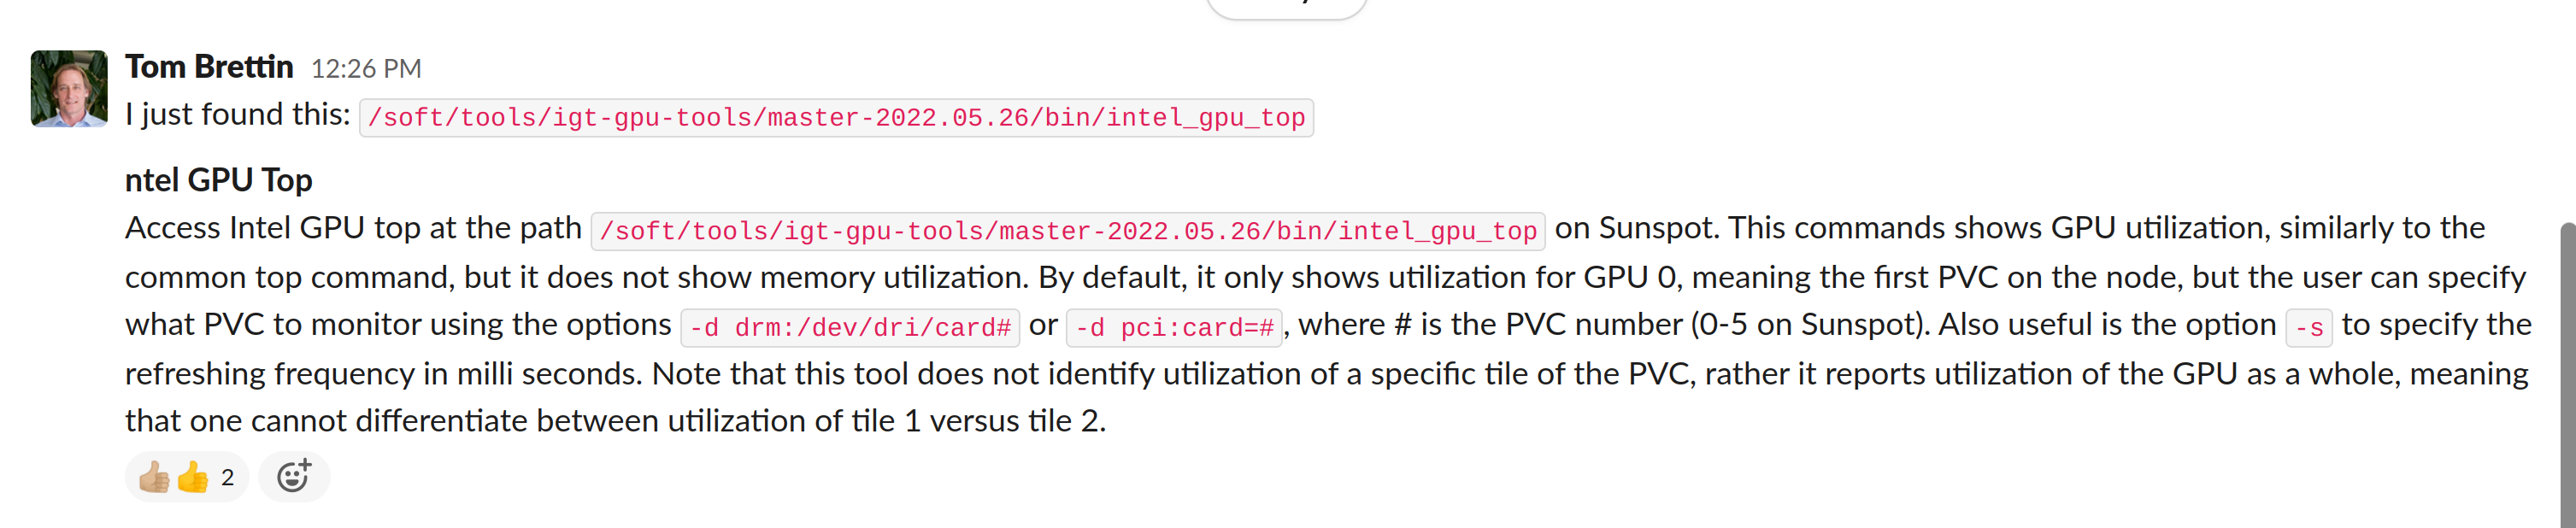 Tom Brettin 12:26 PM
I just found this: /soft/tools/igt-gpu-tools/master-2022.05.26/bin/intel_gpu_top
ntel GPU Top
Access Intel GPU top at the path /soft/tools/igt-gpu-tools/master-2022.05.26/bin/intel_gpu_top on Sunspot. This commands shows GPU utilization, similarly to the
common top command, but it does not show memory utilization. By default, it only shows utilization for GPU 0, meaning the first PVC on the node, but the user can specify
what PVC to monitor using the options -d drm:/dev/dri/card# or -d pci:card=#, where # is the PVC number (0-5 on Sunspot). Also useful is the option -s to specify the
refreshing frequency in milli seconds. Note that this tool does not identify utilization of a specific tile of the PVC, rather it reports utilization of the GPU as a whole, meaning
that one cannot differentiate between utilization of tile 1 versus tile 2.
2